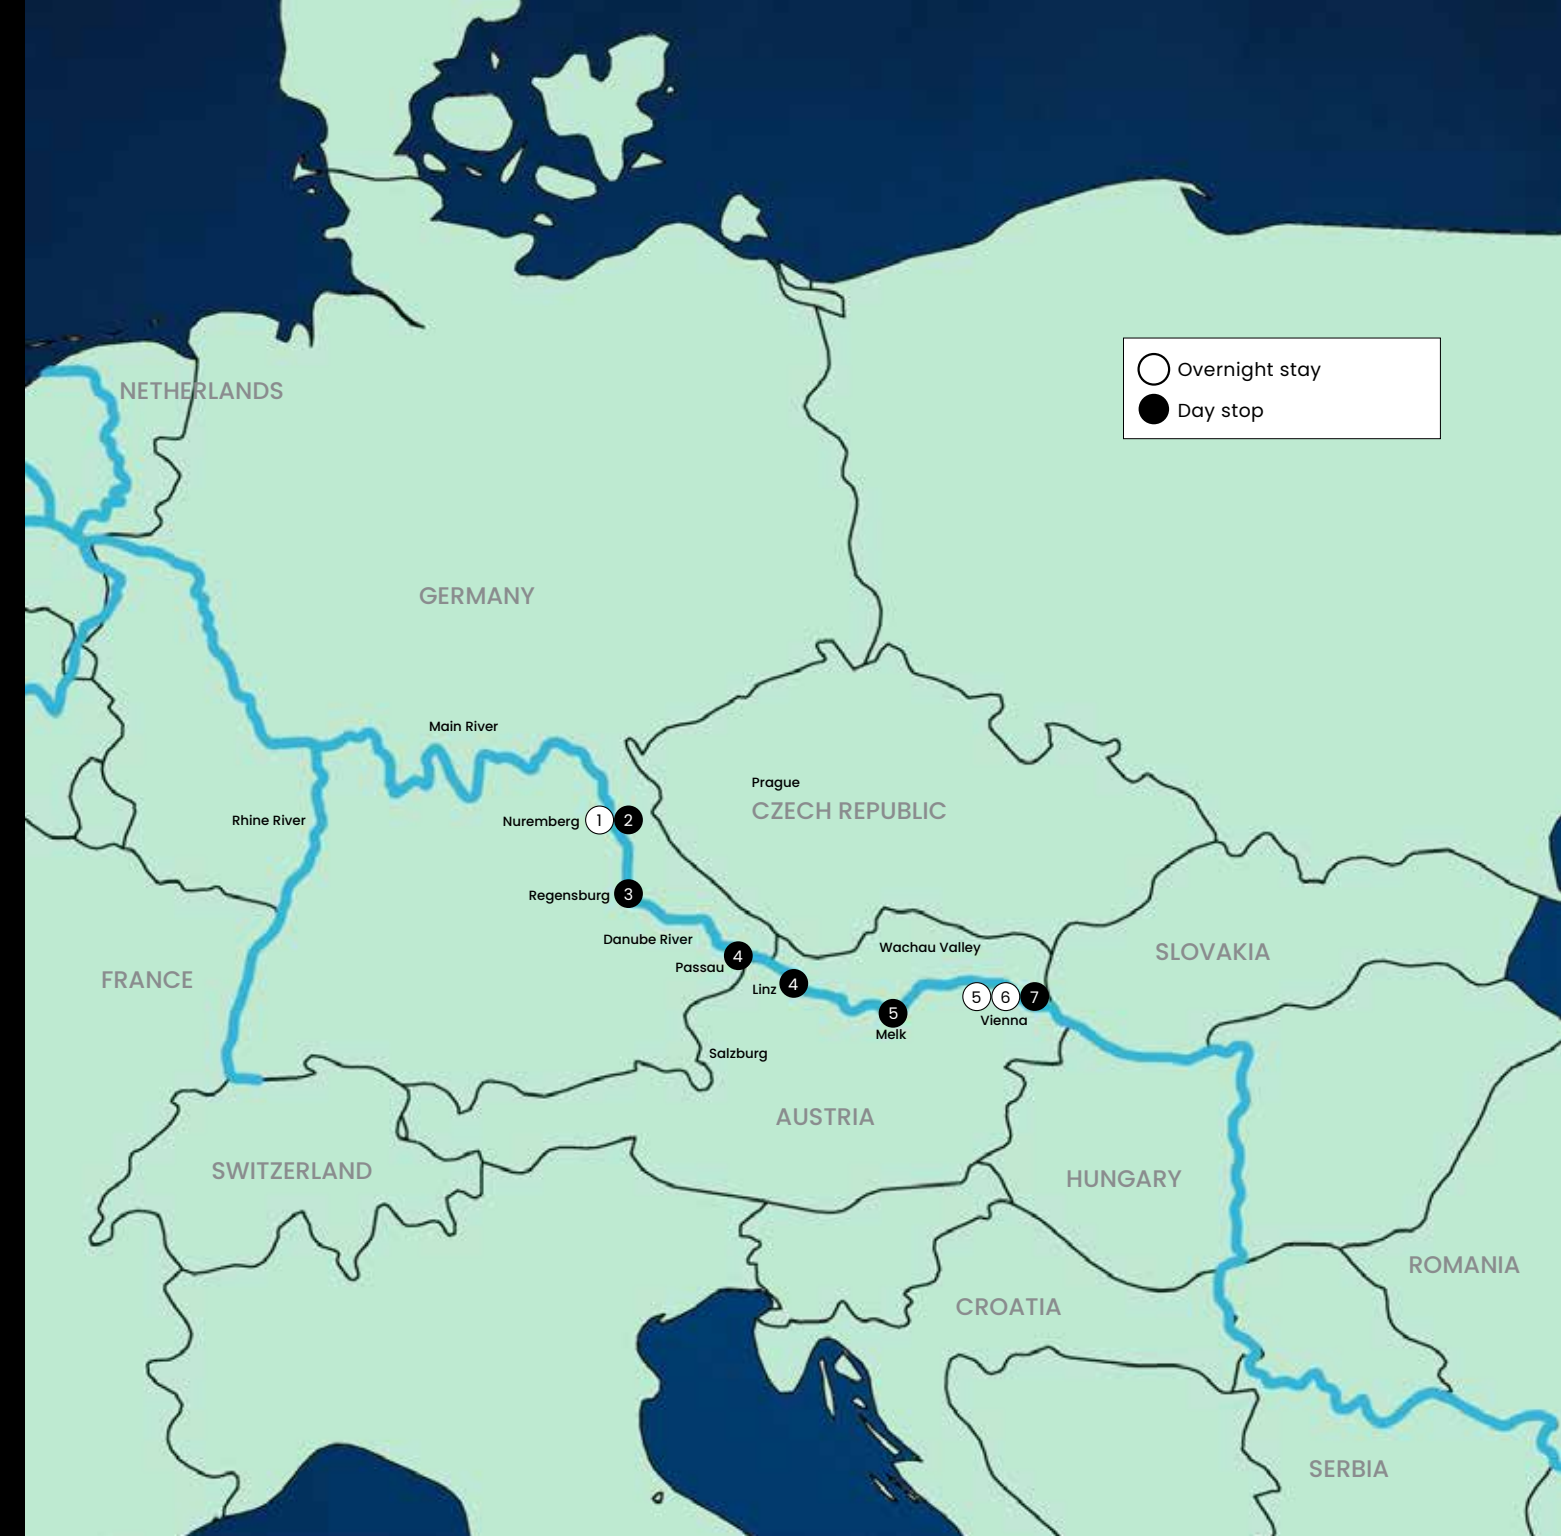 Overnight stay
Day stop
NETHERLANDS
GERMANY
Main River
Prague
CZECH REPUBLIC
Rhine River
Nuremberg 1 2
Regensburg 3
Danube River
Wachau Valley
SLOVAKIA
Passau 4
FRANCE
Linz 4
5 6 7
Vienna
5
Melk
Salzburg
AUSTRIA
SWITZERLAND
HUNGARY
ROMANIA
CROATIA
SERBIA